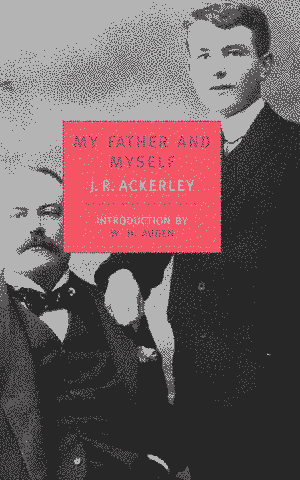 MY FATHER AND
MYSELF
J. R. ACKERLEY
INTRODUCTION BY
W. H. AUDEN